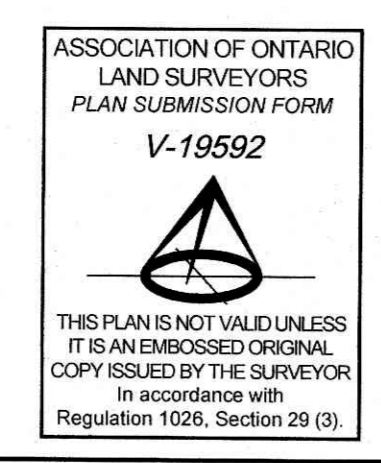 ASSOCIATION OF ONTARIO
LAND SURVEYORS
PLAN SUBMISSION FORM
V-19592
THIS PLAN IS NOT VALID UNLESS
IT IS AN EMBOSSED ORIGINAL
COPY ISSUED BY THE SURVEYOR
In accordance with
Regulation 1026, Section 29 (3).